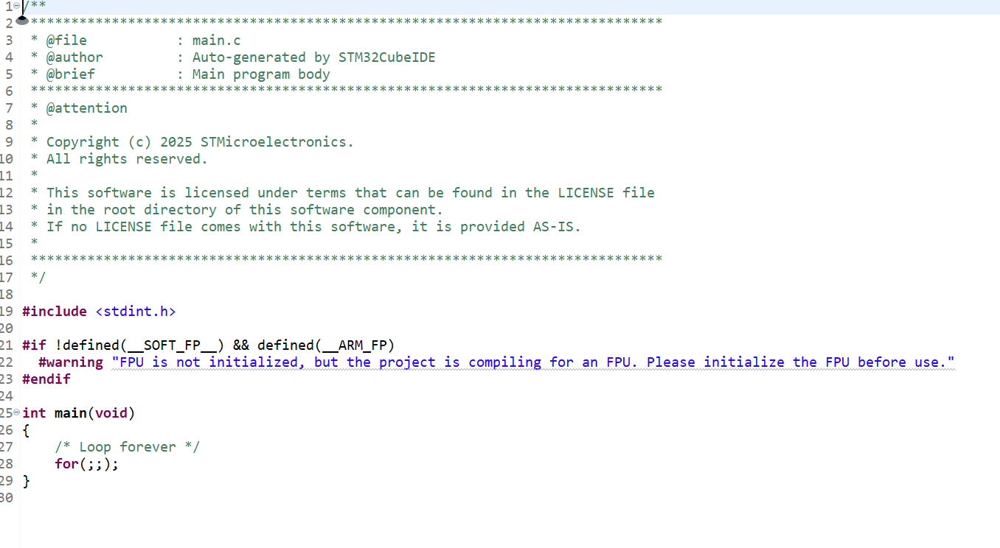 1 /**
2 ******************************************************************************
3 * @file           : main.c
4 * @author         : Auto-generated by STM32CubeIDE
5 * @brief          : Main program body
6 ******************************************************************************
7 * @attention
8 *
9 * Copyright (c) 2025 STMicroelectronics.
10 * All rights reserved.
11 *
12 * This software is licensed under terms that can be found in the LICENSE file
13 * in the root directory of this software component.
14 * If no LICENSE file comes with this software, it is provided AS-IS.
15 *
16 ******************************************************************************
17 */
18
19 #include <stdint.h>
20
21 #if !defined(__SOFT_FP__) && defined(__ARM_FP)
22   #warning "FPU is not initialized, but the project is compiling for an FPU. Please initialize the FPU before use."
23 #endif
24
25 int main(void)
26 {
27     /* Loop forever */
28     for(;;);
29 }
30